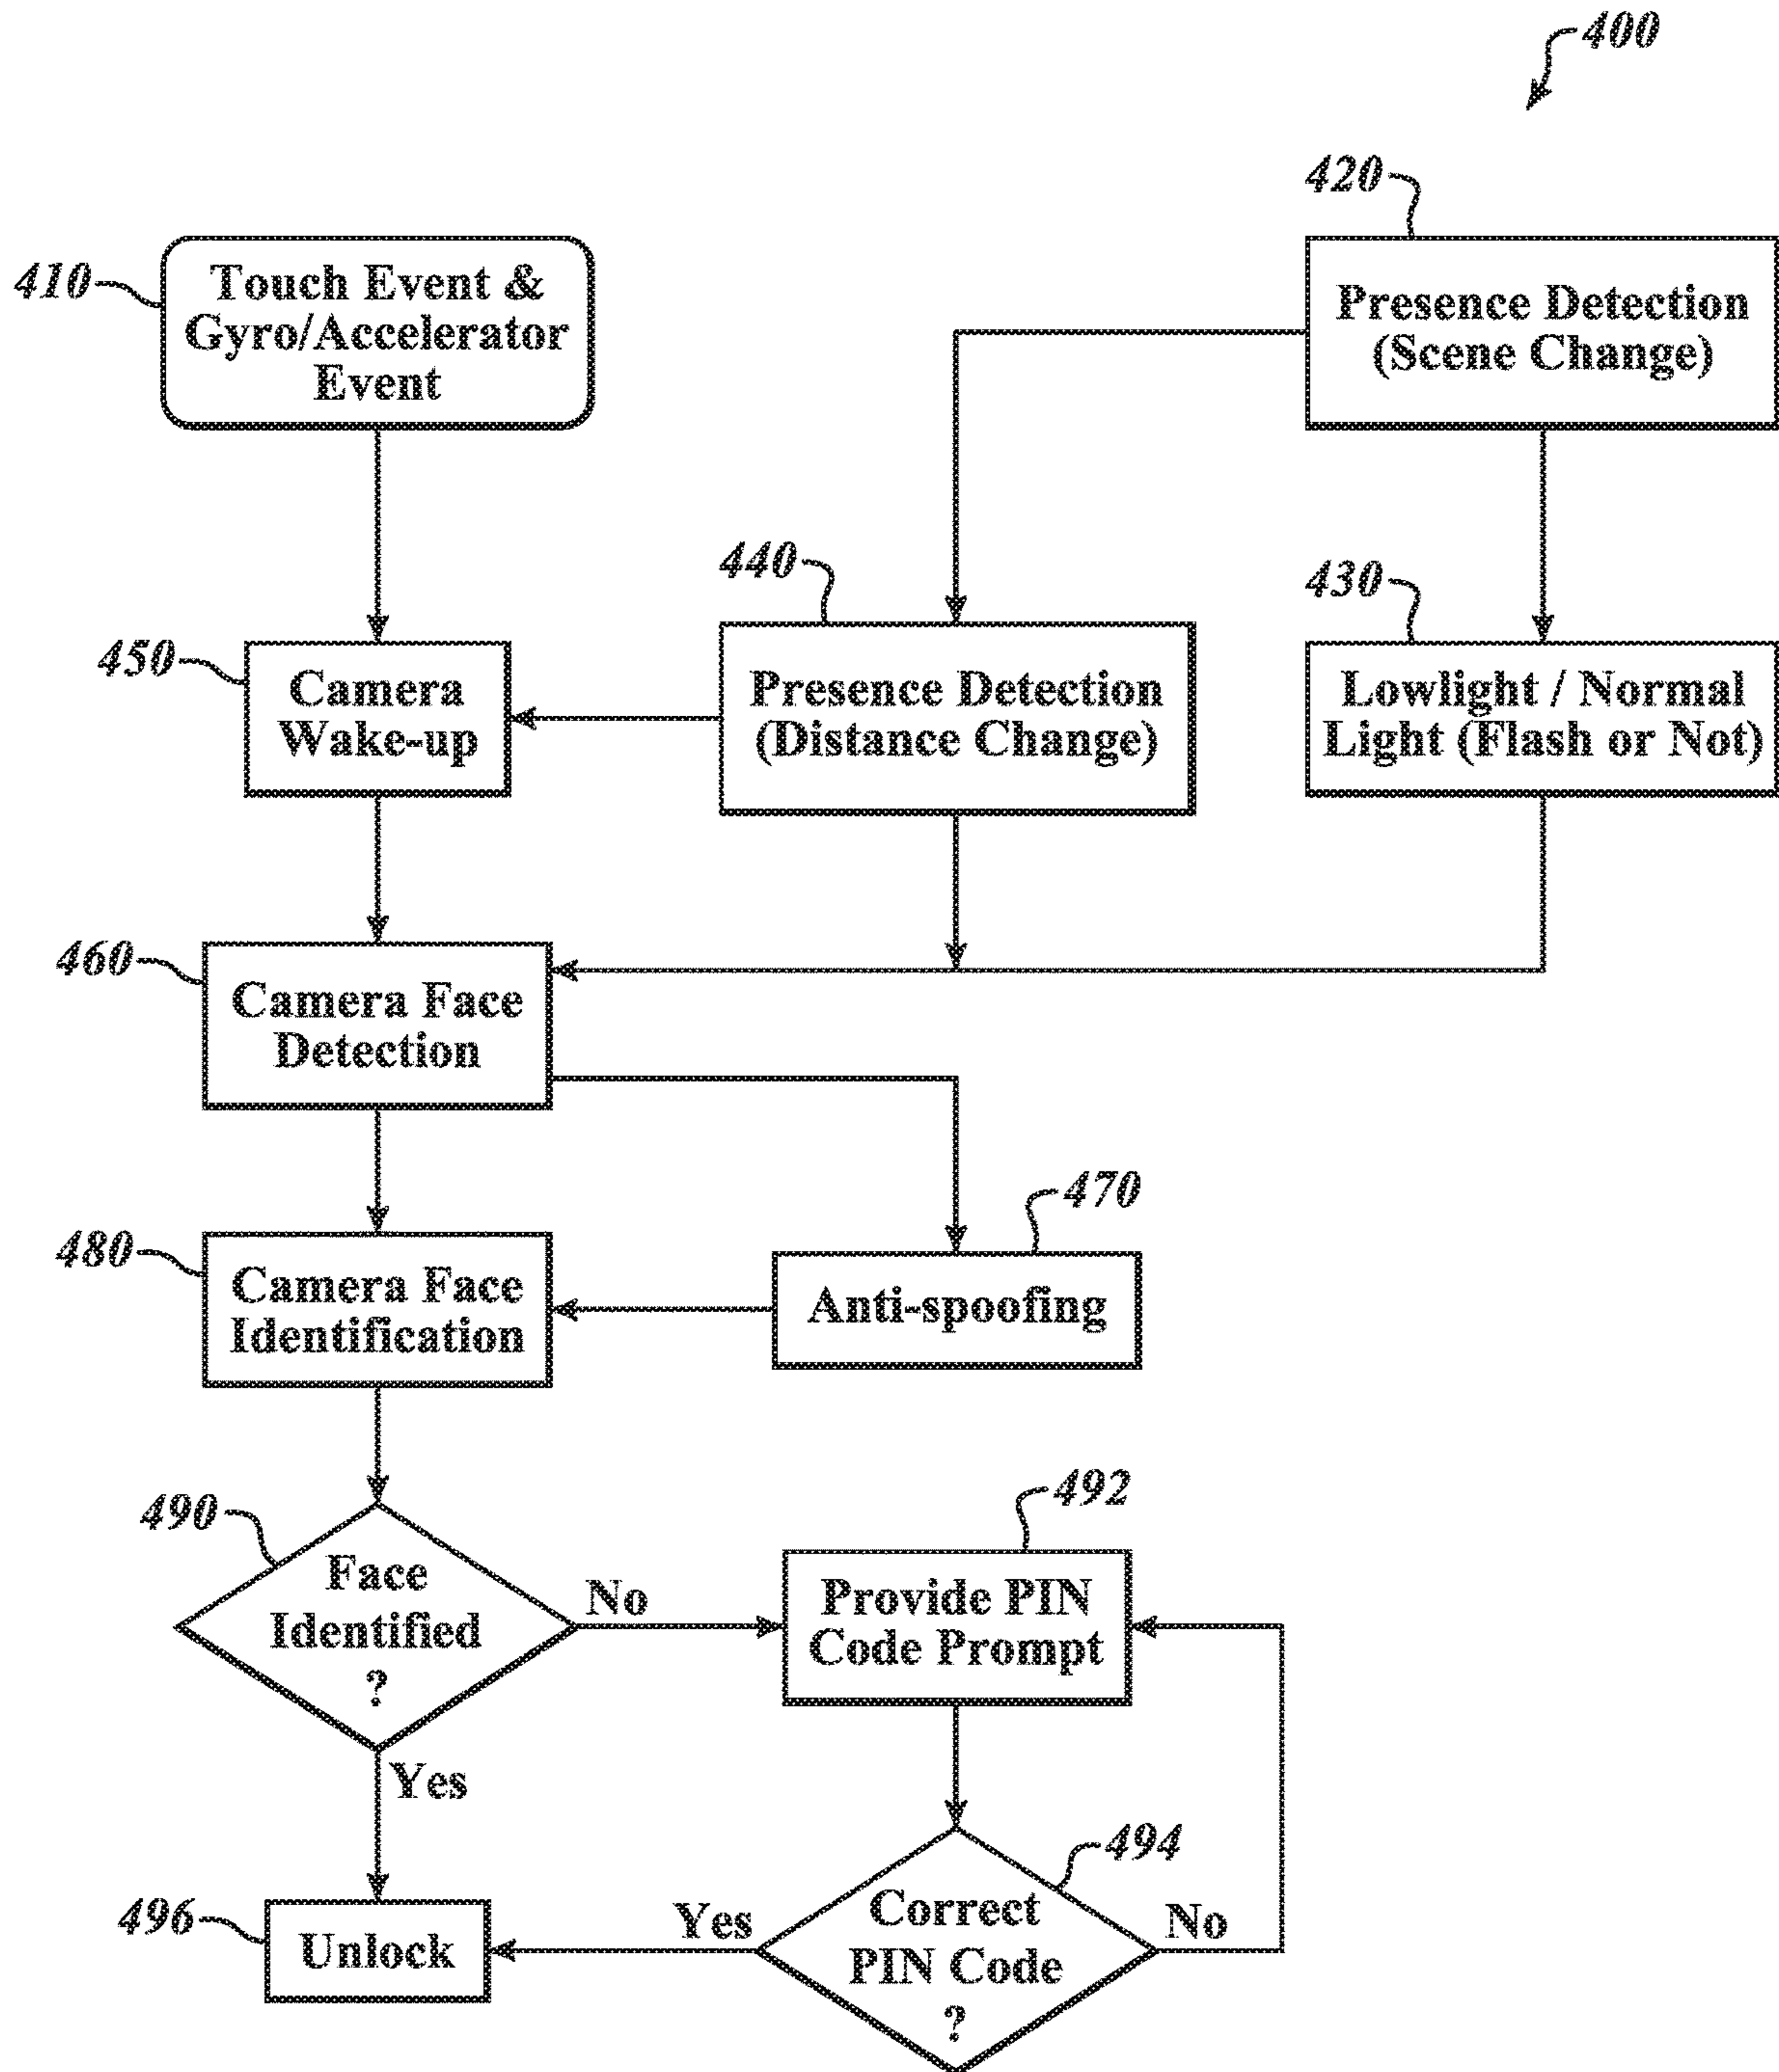 400
420
410
Touch Event &
Gyro/Accelerator
Event
Presence Detection
(Scene Change)
440
430
450
Camera
Wake-up
Presence Detection
(Distance Change)
Lowlight / Normal
Light (Flash or Not)
460
Camera Face
Detection
470
480
Camera Face
Identification
Anti-spoofing
490
492
Face
Identified
?
No
Provide PIN
Code Prompt
Yes
494
496
Unlock
Yes
Correct
PIN Code
?
No